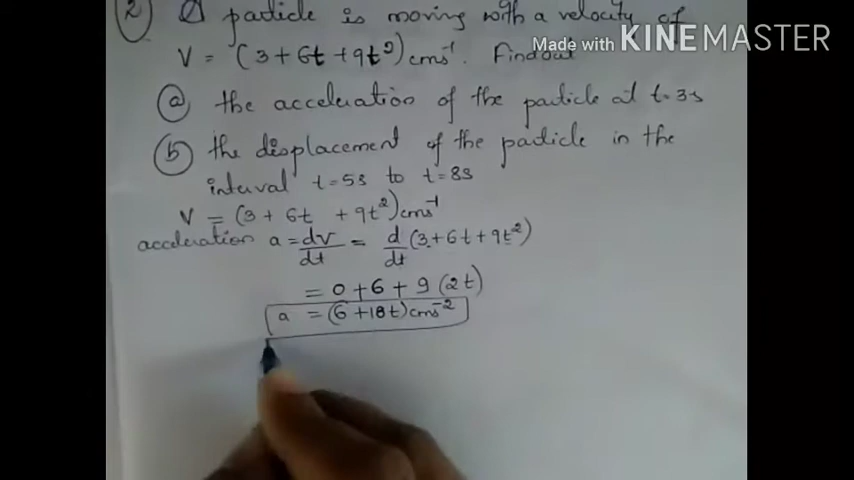 2 A particle is moving with a velocity of
Made with KINEMASTER
V = (3 + 6t + 9t²) cms⁻¹. Find out
ⓐ the acceleration of the particle at t=3s
ⓑ the displacement of the particle in the
interval t=5s to t=8s
V = (3 + 6t + 9t²) cms⁻¹
acceleration a = dv/dt = d/dt (3+6t+9t²)
= 0 + 6 + 9 (2t)
a = (6 + 18t) cms⁻²